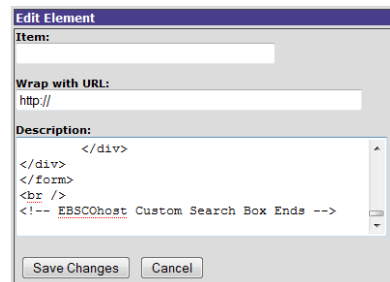 Edit Element
Item:
Wrap with URL:
http://
Description:
</div>
</div>
</form>
<br />
<!-- EBSCOhost Custom Search Box Ends -->
Save Changes Cancel